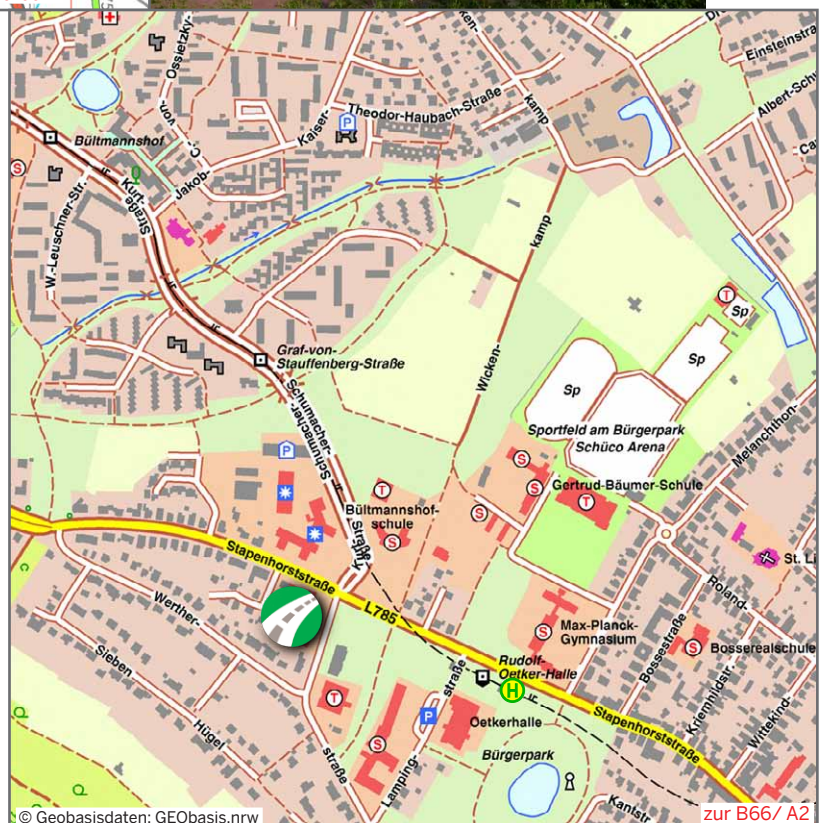 Ossietzky-
von-
C.-
Jakob-
Kaiser-
Theodor-Haubach-Straße
P
kamp
Einsteinstra
Albert-Schw
Bültmannshof
S
W.-Leuschner-Str.
Kurt-
Straße
kamp
Wicken-
Graf-von-
Stauffenberg-Straße
Schumacher-
Schumacher-
Straße
T
Sp
Sp
Sp
Sportfeld am Bürgerpark
Schüco Arena
Melanchthon-
P
T
Bültmannshof-
schule
S
S
S
S
Gertrud-Bäumer-Schule
T
St. Li
Stapenhorststraße
L785
Werther-
Sieben
Hügel
straße
Max-Planck-
Gymnasium
S
Roland-
Bossestraße
Bosserealschule
S
Kriemhildstr.
Wittekind-
Rudolf-
Oetker-Halle
H
Stapenhorststraße
T
S
P
straße
Lamping-
Oetkerhalle
Bürgerpark
Kantstr.
© Geobasisdaten: GEObasis.nrw
zur B66/ A2